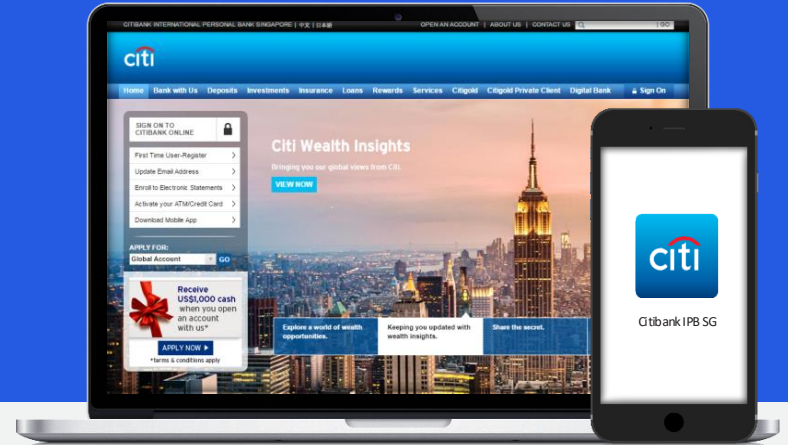 CITIBANK INTERNATIONAL PERSONAL BANK SINGAPORE | 中文 | 日本語
OPEN AN ACCOUNT | ABOUT US | CONTACT US
GO
citi
Home Bank with Us Deposits Investments Insurance Loans Rewards Services Citigold Citigold Private Client Digital Bank Sign On
SIGN ON TO
CITIBANK ONLINE
First Time User-Register
Update Email Address
Enroll to Electronic Statements
Activate your ATM/Credit Card
Download Mobile App
APPLY FOR:
Global Account GO
Receive
US$1,000 cash
when you open
an account
with us*
APPLY NOW
*terms & conditions apply
Citi Wealth Insights
Bringing you our global views from Citi.
VIEW NOW
Explore a world of wealth
opportunities.
Keeping you updated with
wealth insights.
Share the secret.
citi
Citibank IPB SG